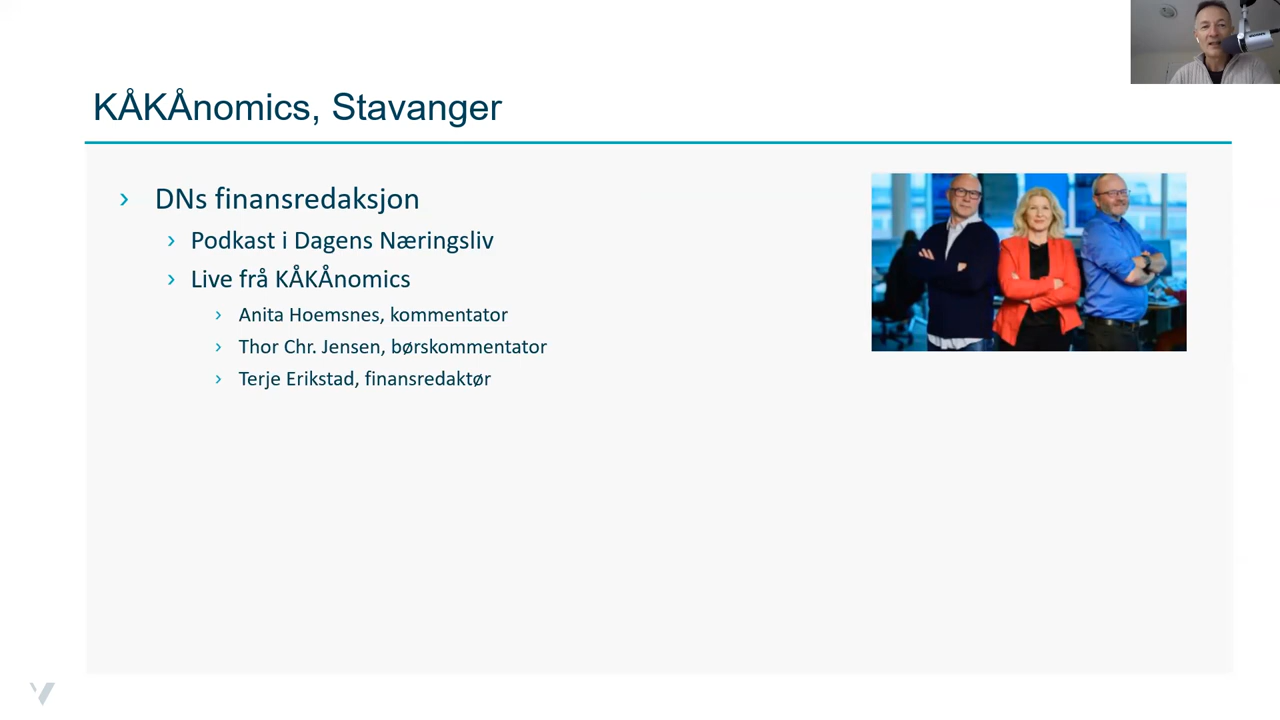 KÅKÅnomics, Stavanger
DNs finansredaksjon
Podkast i Dagens Næringsliv
Live frå KÅKÅnomics
Anita Hoemsnes, kommentator
Thor Chr. Jensen, børskommentator
Terje Erikstad, finansredaktør